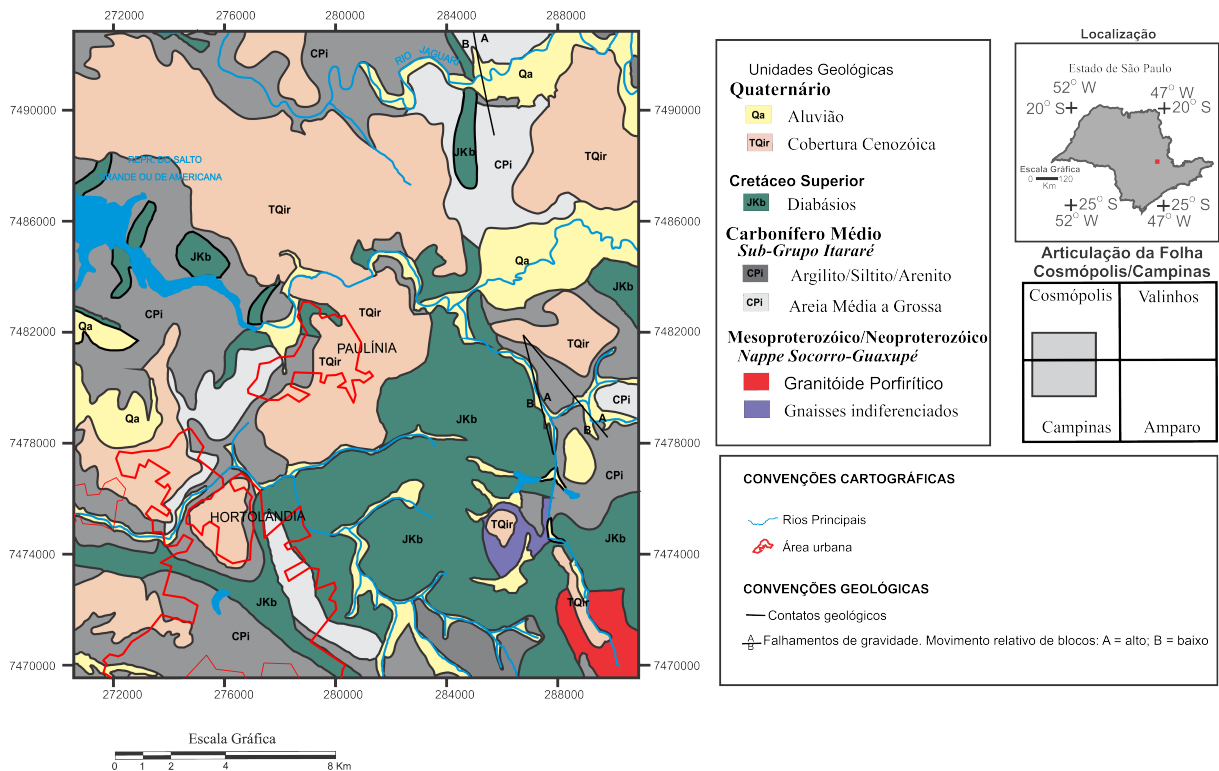 272000 276000 280000 284000 288000
7490000
7486000
7482000
7478000
7474000
7470000
CPi
B
A
RIO JAGUARI
Qa
JKb
CPi
TQir
REPR. DO SALTO
GRANDE OU DE AMERICANA
TQir
Qa
JKb
JKb
CPi
TQir
Qa
TQir
PAULÍNIA
TQir
CPi
B
A
Qa
JKb
A
B
CPi
HORTOLÂNDIA
TQir
JKb
JKb
TQir
JKb
CPi
7490000
7486000
7482000
7478000
7474000
7470000
272000 276000 280000 284000 288000
Escala Gráfica
0 1 2 4 8 Km
Unidades Geológicas
Quaternário
Qa Aluvião
TQir Cobertura Cenozóica
Cretáceo Superior
JKb Diabásios
Carbonífero Médio
Sub-Grupo Itararé
CPi Argilito/Siltito/Arenito
CPi Areia Média a Grossa
Mesoproterozóico/Neoproterozóico
Nappe Socorro-Guaxupé
Granitóide Porfirítico
Gnaisses indiferenciados
Localização
Estado de São Paulo
52° W 47° W
20° S 20° S
Escala Gráfica
0 120
Km
25° S 25° S
52° W 47° W
Articulação da Folha
Cosmópolis/Campinas
Cosmópolis Valinhos
Campinas Amparo
CONVENÇÕES CARTOGRÁFICAS
Rios Principais
Área urbana
CONVENÇÕES GEOLÓGICAS
Contatos geológicos
A
B
Falhamentos de gravidade. Movimento relativo de blocos: A = alto; B = baixo